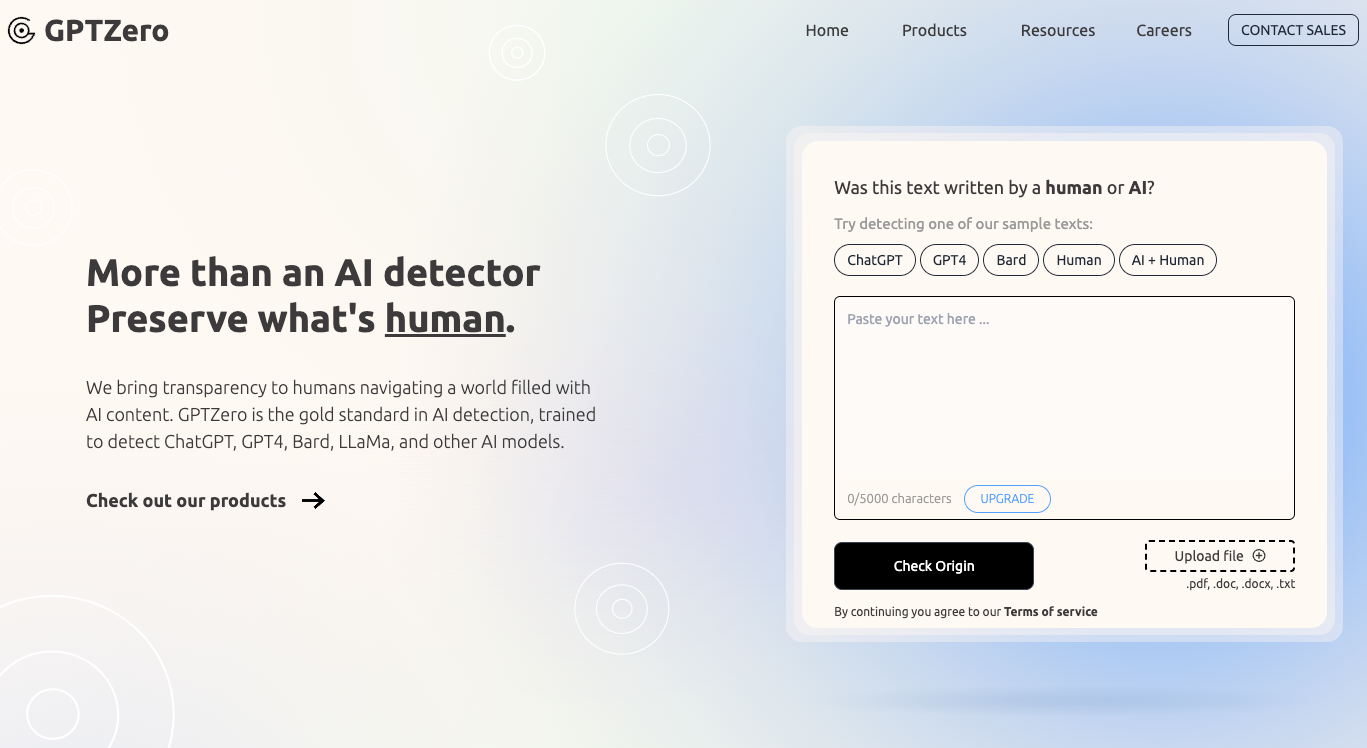 GPTZero
Home
Products
Resources
Careers
CONTACT SALES
More than an AI detector
Preserve what's human.
We bring transparency to humans navigating a world filled with
AI content. GPTZero is the gold standard in AI detection, trained
to detect ChatGPT, GPT4, Bard, LLaMa, and other AI models.
Check out our products
Was this text written by a human or AI?
Try detecting one of our sample texts:
ChatGPT
GPT4
Bard
Human
AI + Human
Paste your text here ...
0/5000 characters
UPGRADE
Check Origin
Upload file
.pdf, .doc, .docx, .txt
By continuing you agree to our Terms of service